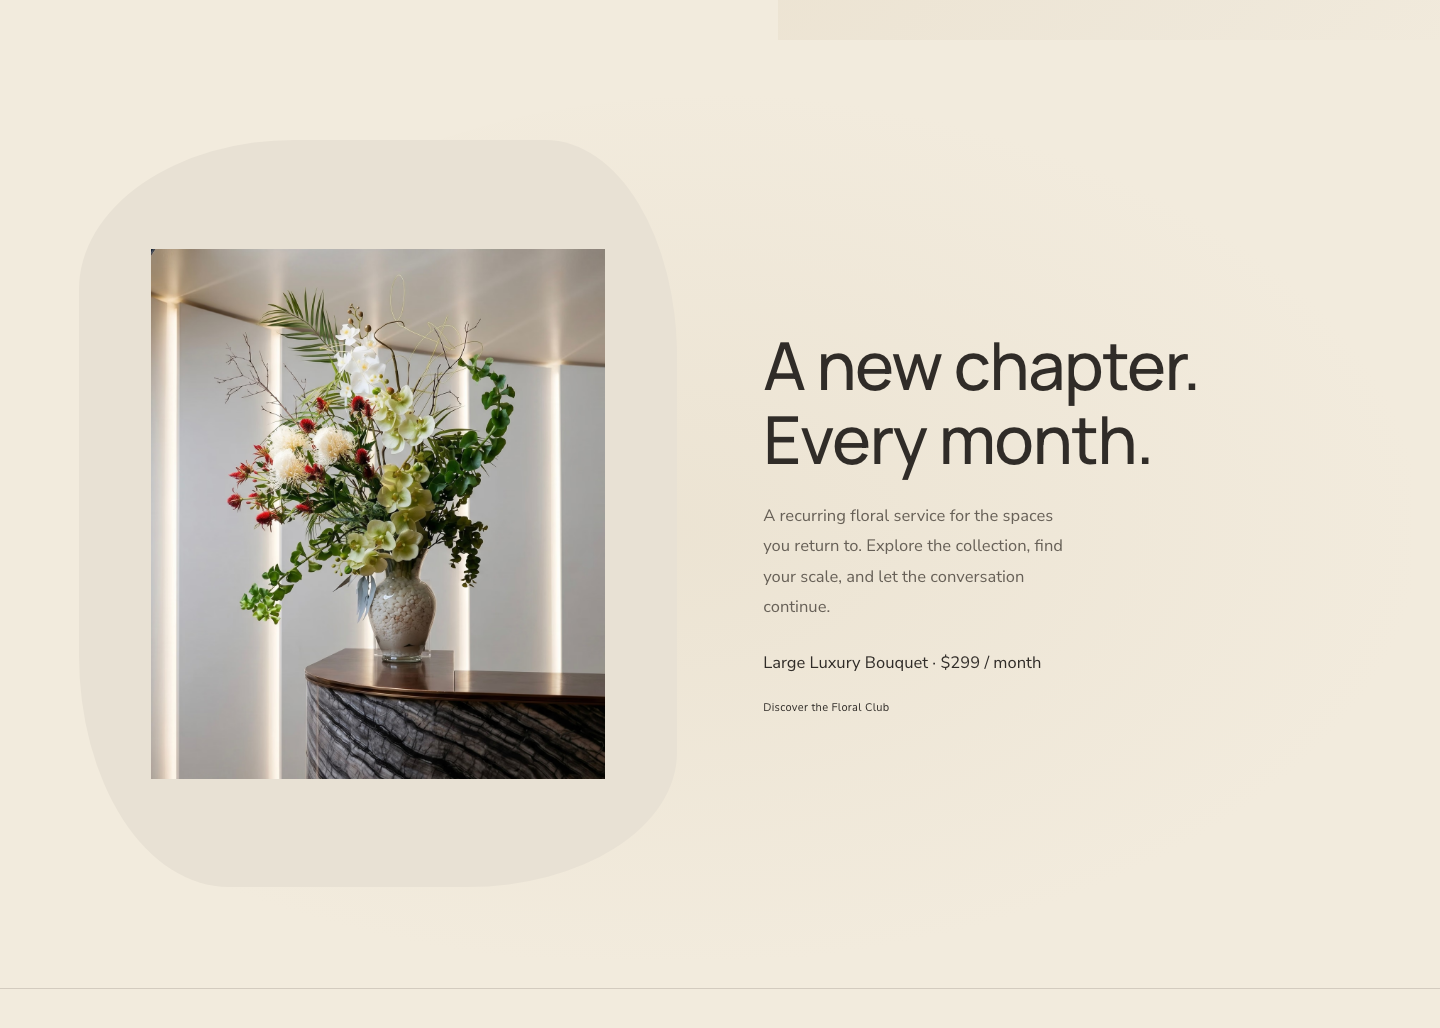 A new chapter.
Every month.
A recurring floral service for the spaces
you return to. Explore the collection, find
your scale, and let the conversation
continue.
Large Luxury Bouquet · $299 / month
Discover the Floral Club